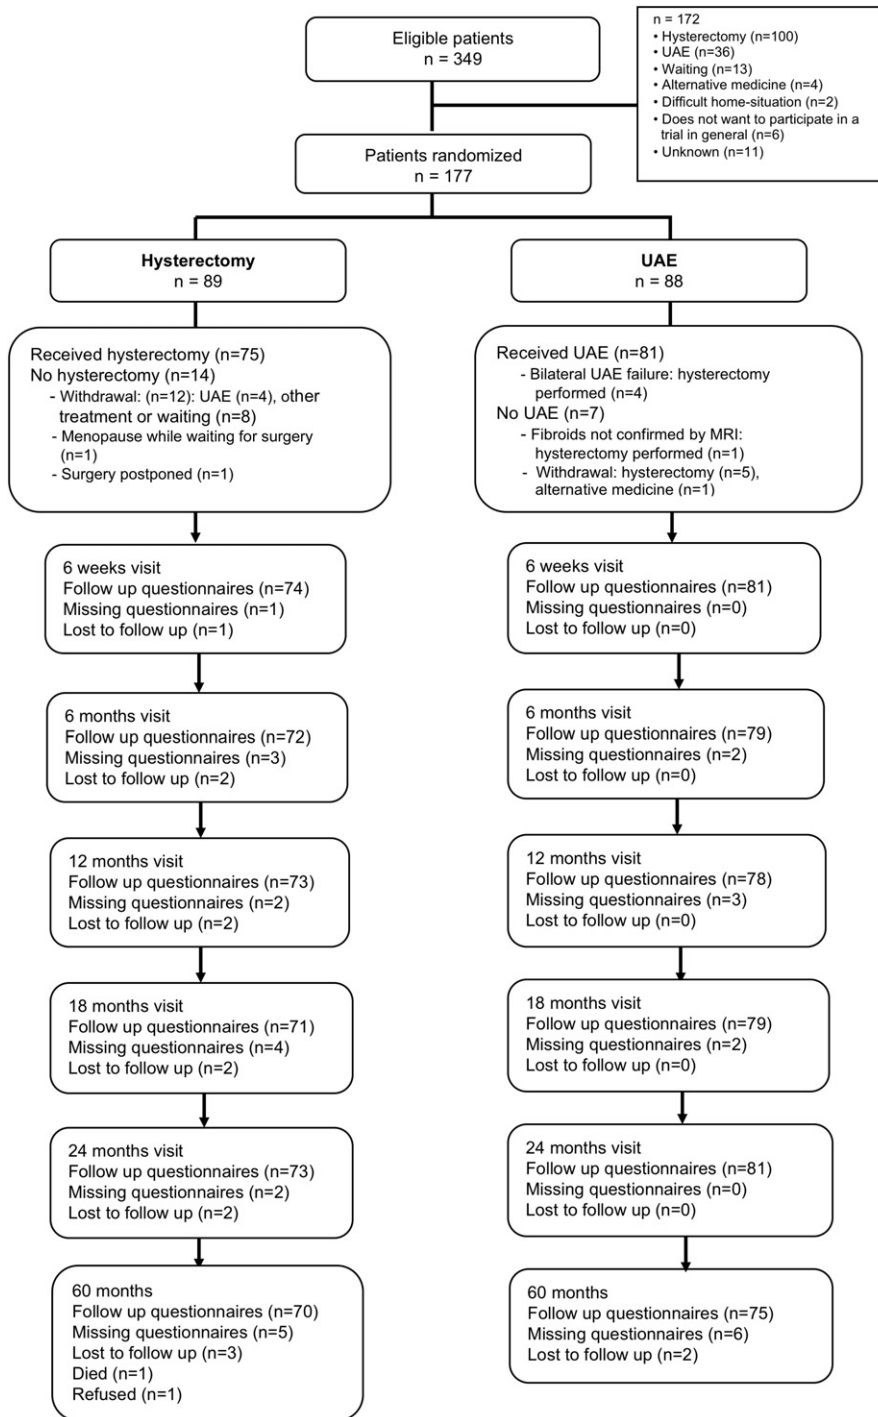 Eligible patients
n = 349
n = 172
• Hysterectomy (n=100)
• UAE (n=36)
• Waiting (n=13)
• Alternative medicine (n=4)
• Difficult home-situation (n=2)
• Does not want to participate in a
trial in general (n=6)
• Unknown (n=11)
Patients randomized
n = 177
Hysterectomy
n = 89
UAE
n = 88
Received hysterectomy (n=75)
No hysterectomy (n=14)
- Withdrawal: (n=12): UAE (n=4), other
treatment or waiting (n=8)
- Menopause while waiting for surgery
(n=1)
- Surgery postponed (n=1)
Received UAE (n=81)
- Bilateral UAE failure: hysterectomy
performed (n=4)
No UAE (n=7)
- Fibroids not confirmed by MRI:
hysterectomy performed (n=1)
- Withdrawal: hysterectomy (n=5),
alternative medicine (n=1)
6 weeks visit
Follow up questionnaires (n=74)
Missing questionnaires (n=1)
Lost to follow up (n=1)
6 weeks visit
Follow up questionnaires (n=81)
Missing questionnaires (n=0)
Lost to follow up (n=0)
6 months visit
Follow up questionnaires (n=72)
Missing questionnaires (n=3)
Lost to follow up (n=2)
6 months visit
Follow up questionnaires (n=79)
Missing questionnaires (n=2)
Lost to follow up (n=0)
12 months visit
Follow up questionnaires (n=73)
Missing questionnaires (n=2)
Lost to follow up (n=2)
12 months visit
Follow up questionnaires (n=78)
Missing questionnaires (n=3)
Lost to follow up (n=0)
18 months visit
Follow up questionnaires (n=71)
Missing questionnaires (n=4)
Lost to follow up (n=2)
18 months visit
Follow up questionnaires (n=79)
Missing questionnaires (n=2)
Lost to follow up (n=0)
24 months visit
Follow up questionnaires (n=73)
Missing questionnaires (n=2)
Lost to follow up (n=2)
24 months visit
Follow up questionnaires (n=81)
Missing questionnaires (n=0)
Lost to follow up (n=0)
60 months
Follow up questionnaires (n=70)
Missing questionnaires (n=5)
Lost to follow up (n=3)
Died (n=1)
Refused (n=1)
60 months
Follow up questionnaires (n=75)
Missing questionnaires (n=6)
Lost to follow up (n=2)